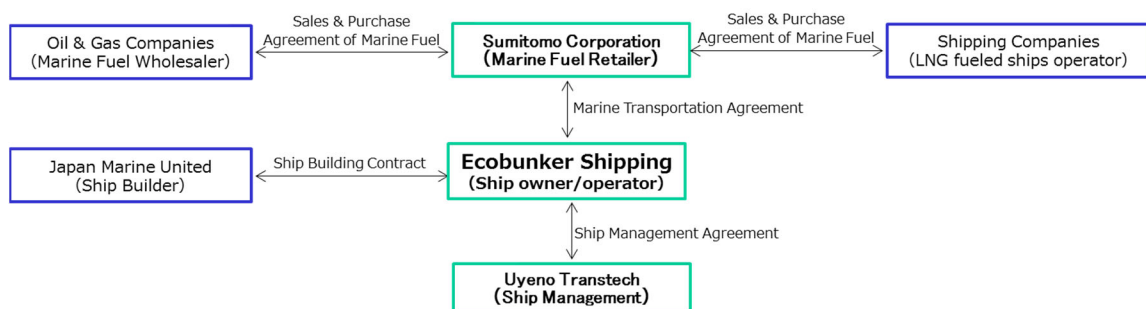 Sales & Purchase
Agreement of Marine Fuel
Sales & Purchase
Agreement of Marine Fuel
Oil & Gas Companies
(Marine Fuel Wholesaler)
Sumitomo Corporation
(Marine Fuel Retailer)
Shipping Companies
(LNG fueled ships operator)
Marine Transportation Agreement
Japan Marine United
(Ship Builder)
Ship Building Contract
Ecobunker Shipping
(Ship owner/operator)
Ship Management Agreement
Uyeno Transtech
(Ship Management)